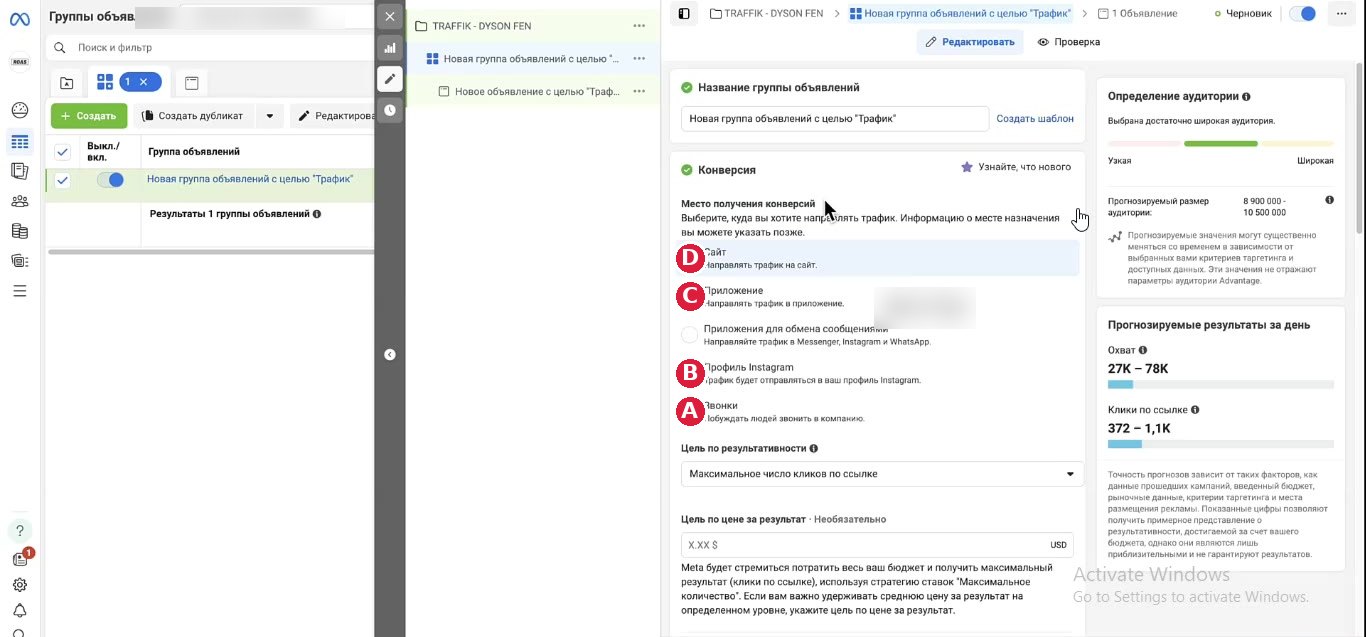 Группы объявл
Поиск и фильтр
1
Создать
Создать дубликат
Редактирова
Выкл./
вкл.
Группа объявлений
Новая группа объявлений с целью "Трафик"
Результаты 1 группы объявлений
?
1
TRAFFIK - DYSON FEN
Новая группа объявлений с целью "...
Новое объявление с целью "Траф...
TRAFFIK - DYSON FEN
Новая группа объявлений с целью "Трафик"
1 Объявление
Черновик
Редактировать
Проверка
Название группы объявлений
Новая группа объявлений с целью "Трафик"
Создать шаблон
Конверсия
Узнайте, что нового
Место получения конверсий
Выберите, куда вы хотите направлять трафик. Информацию о месте назначения
вы можете указать позже.
D
Сайт
Направлять трафик на сайт.
C
Приложение
Направлять трафик в приложение.
Приложения для обмена сообщениями
Направляйте трафик в Messenger, Instagram и WhatsApp.
B
Профиль Instagram
Трафик будет отправляться в ваш профиль Instagram.
A
Звонки
Побуждать людей звонить в компанию.
Цель по результативности
Максимальное число кликов по ссылке
Цель по цене за результат · Необязательно
X.XX $
USD
Meta будет стремиться потратить весь ваш бюджет и получить максимальный
результат (клики по ссылке), используя стратегию ставок "Максимальное
количество". Если вам важно удерживать среднюю цену за результат на
определенном уровне, укажите цель по цене за результат.
Определение аудитории
Выбрана достаточно широкая аудитория.
Узкая
Широкая
Прогнозируемый размер
аудитории:
8 900 000 -
10 500 000
Прогнозируемые значения могут существенно
меняться со временем в зависимости от
выбранных вами критериев таргетинга и
доступных данных. Эти значения не отражают
параметры аудитории Advantage.
Прогнозируемые результаты за день
Охват
27K – 78K
Клики по ссылке
372 – 1,1K
Точность прогнозов зависит от таких факторов, как
данные прошедших кампаний, введенный бюджет,
рыночные данные, критерии таргетинга и места
размещения рекламы. Показанные цифры позволяют
получить примерное представление о
результативности, достигаемой за счет вашего
бюджета, однако они являются лишь
приблизительными и не гарантируют результатов.
Activate Windows
Go to Settings to activate Windows.